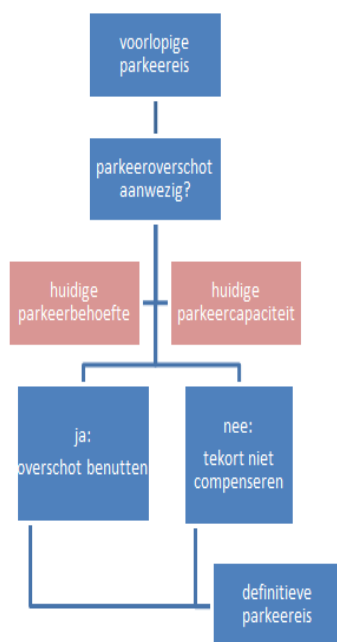 voorlopige
parkeereis
parkeeroverschot
aanwezig?
huidige
parkeerbehoefte
huidige
parkeercapaciteit
ja:
overschot benutten
nee:
tekort niet
compenseren
definitieve
parkeereis